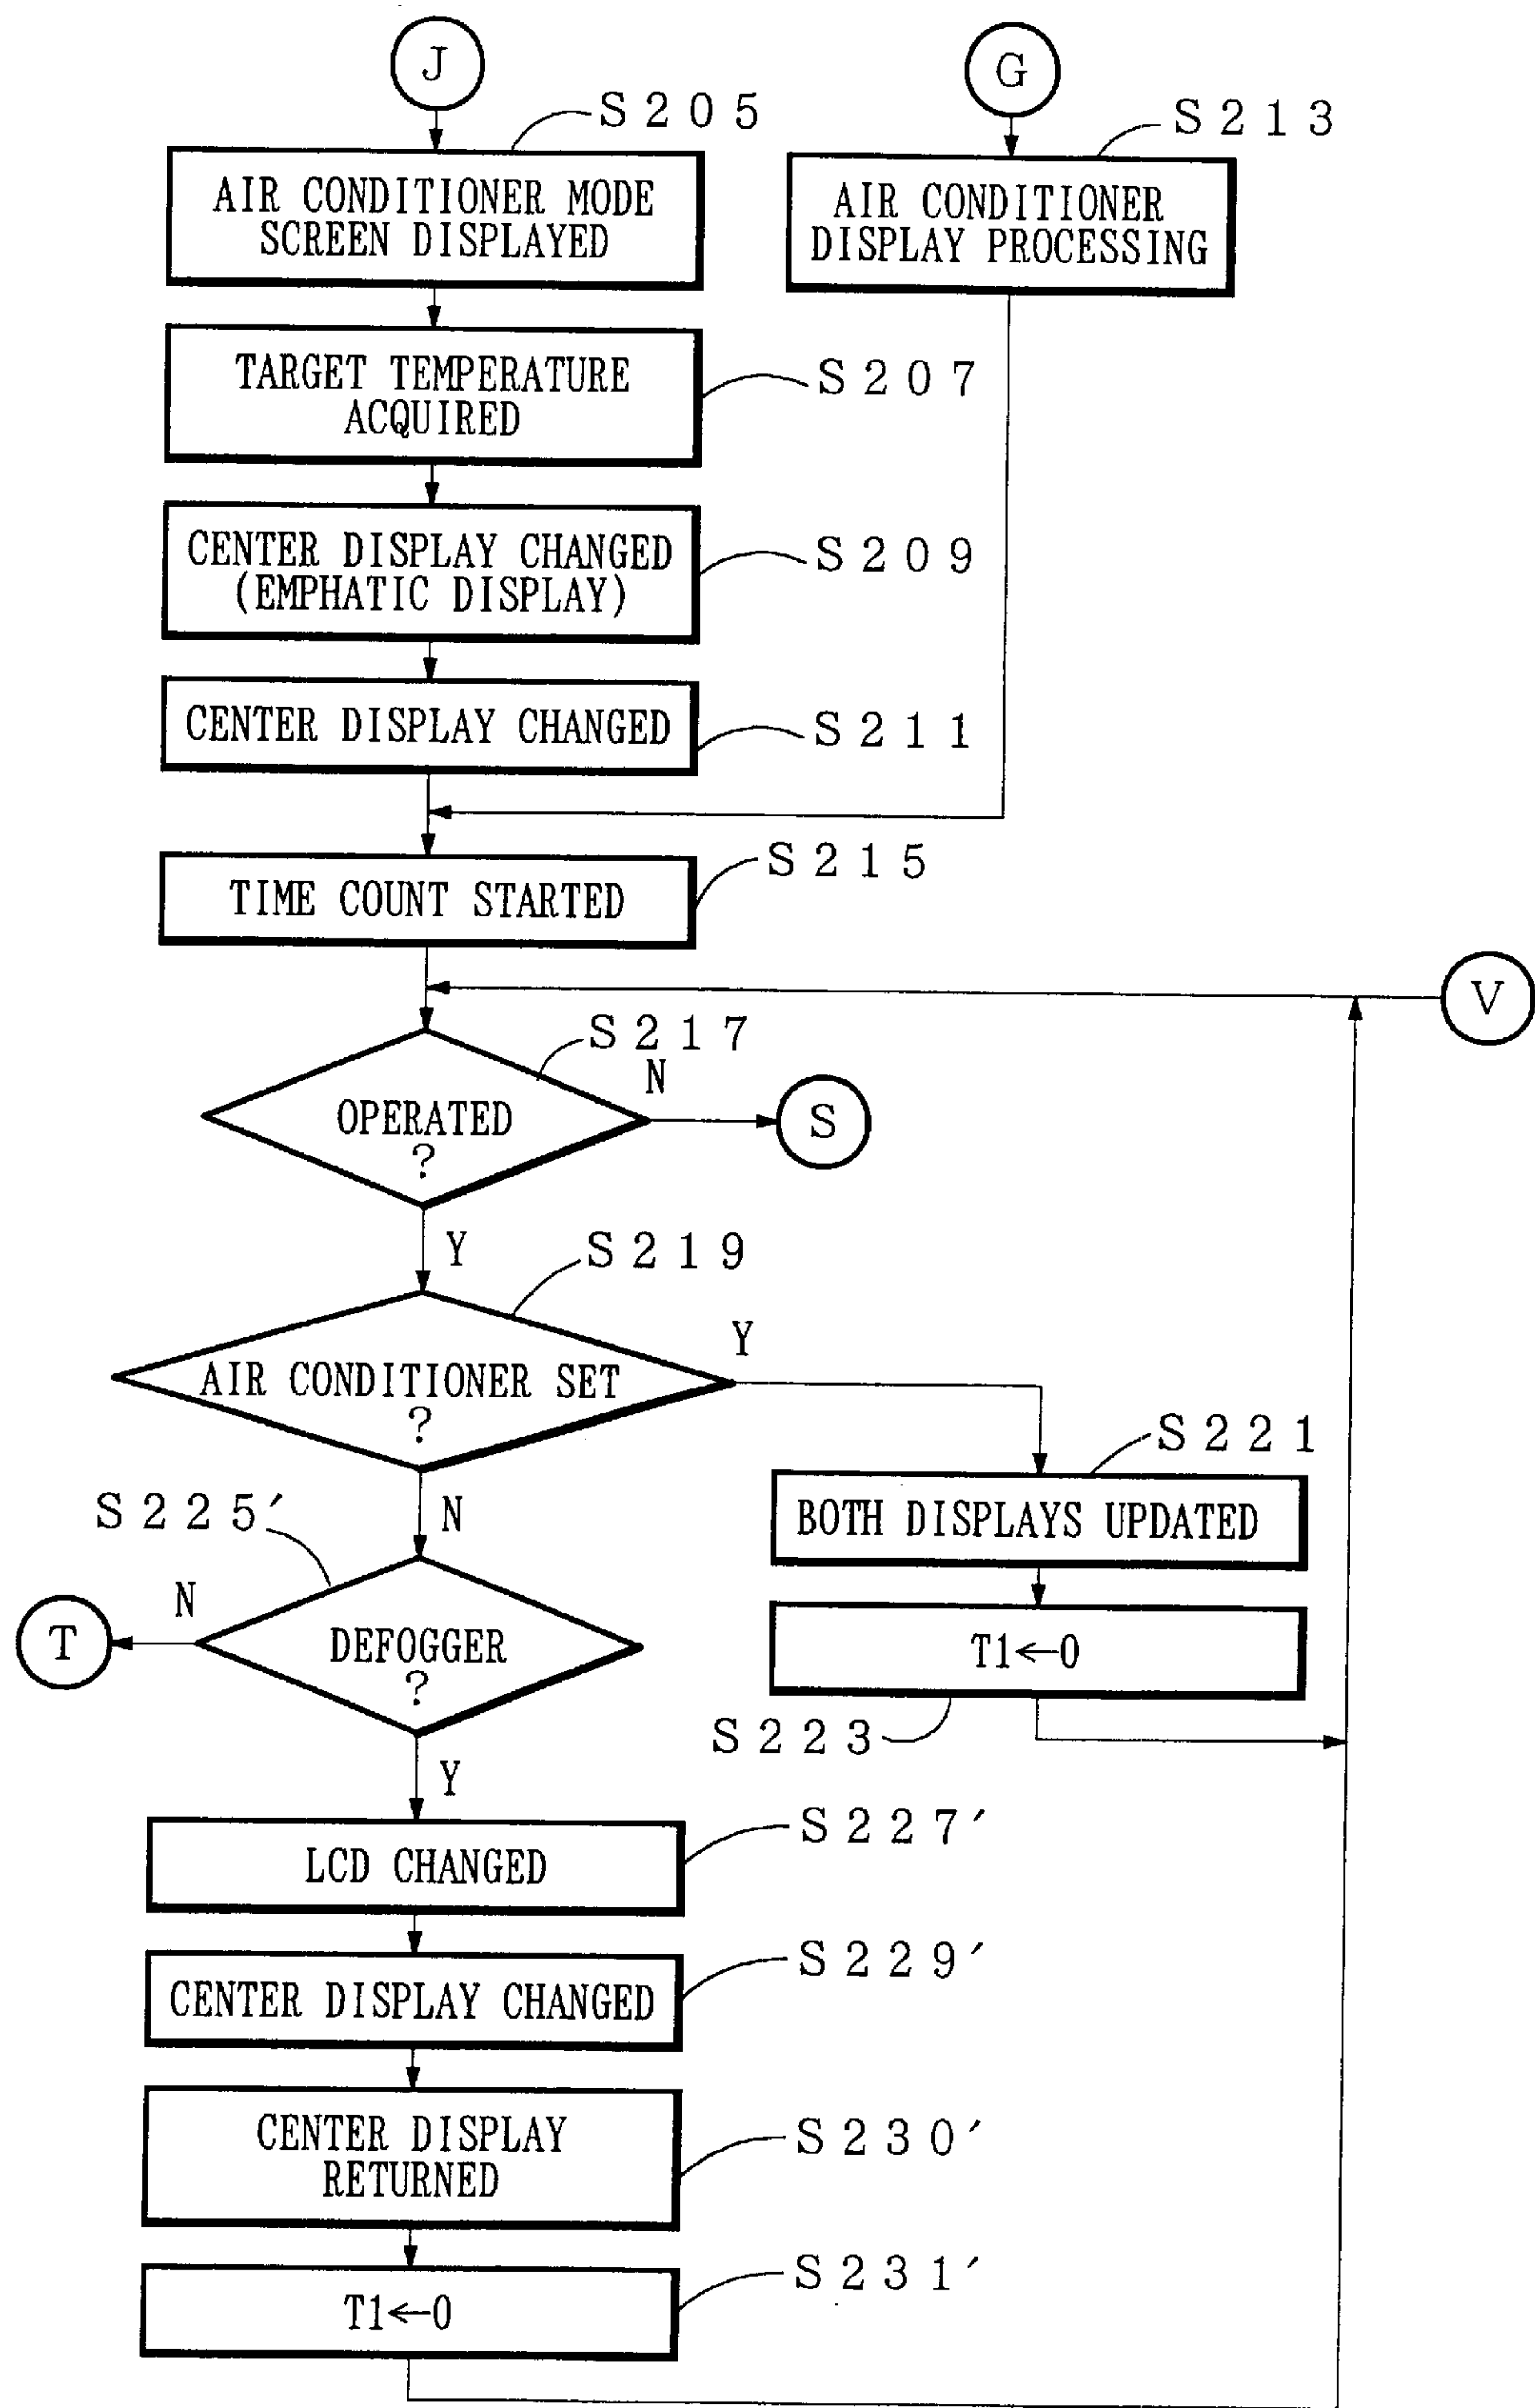 J
G
S205
S213
AIR CONDITIONER MODE
SCREEN DISPLAYED
AIR CONDITIONER
DISPLAY PROCESSING
TARGET TEMPERATURE
ACQUIRED
S207
CENTER DISPLAY CHANGED
(EMPHATIC DISPLAY)
S209
CENTER DISPLAY CHANGED
S211
S215
TIME COUNT STARTED
V
S217
N
OPERATED
?
S
Y
S219
Y
AIR CONDITIONER SET
?
S221
N
S225'
BOTH DISPLAYS UPDATED
N
T
DEFOGGER
?
T1←0
S223
Y
S227'
LCD CHANGED
S229'
CENTER DISPLAY CHANGED
CENTER DISPLAY
RETURNED
S230'
S231'
T1←0